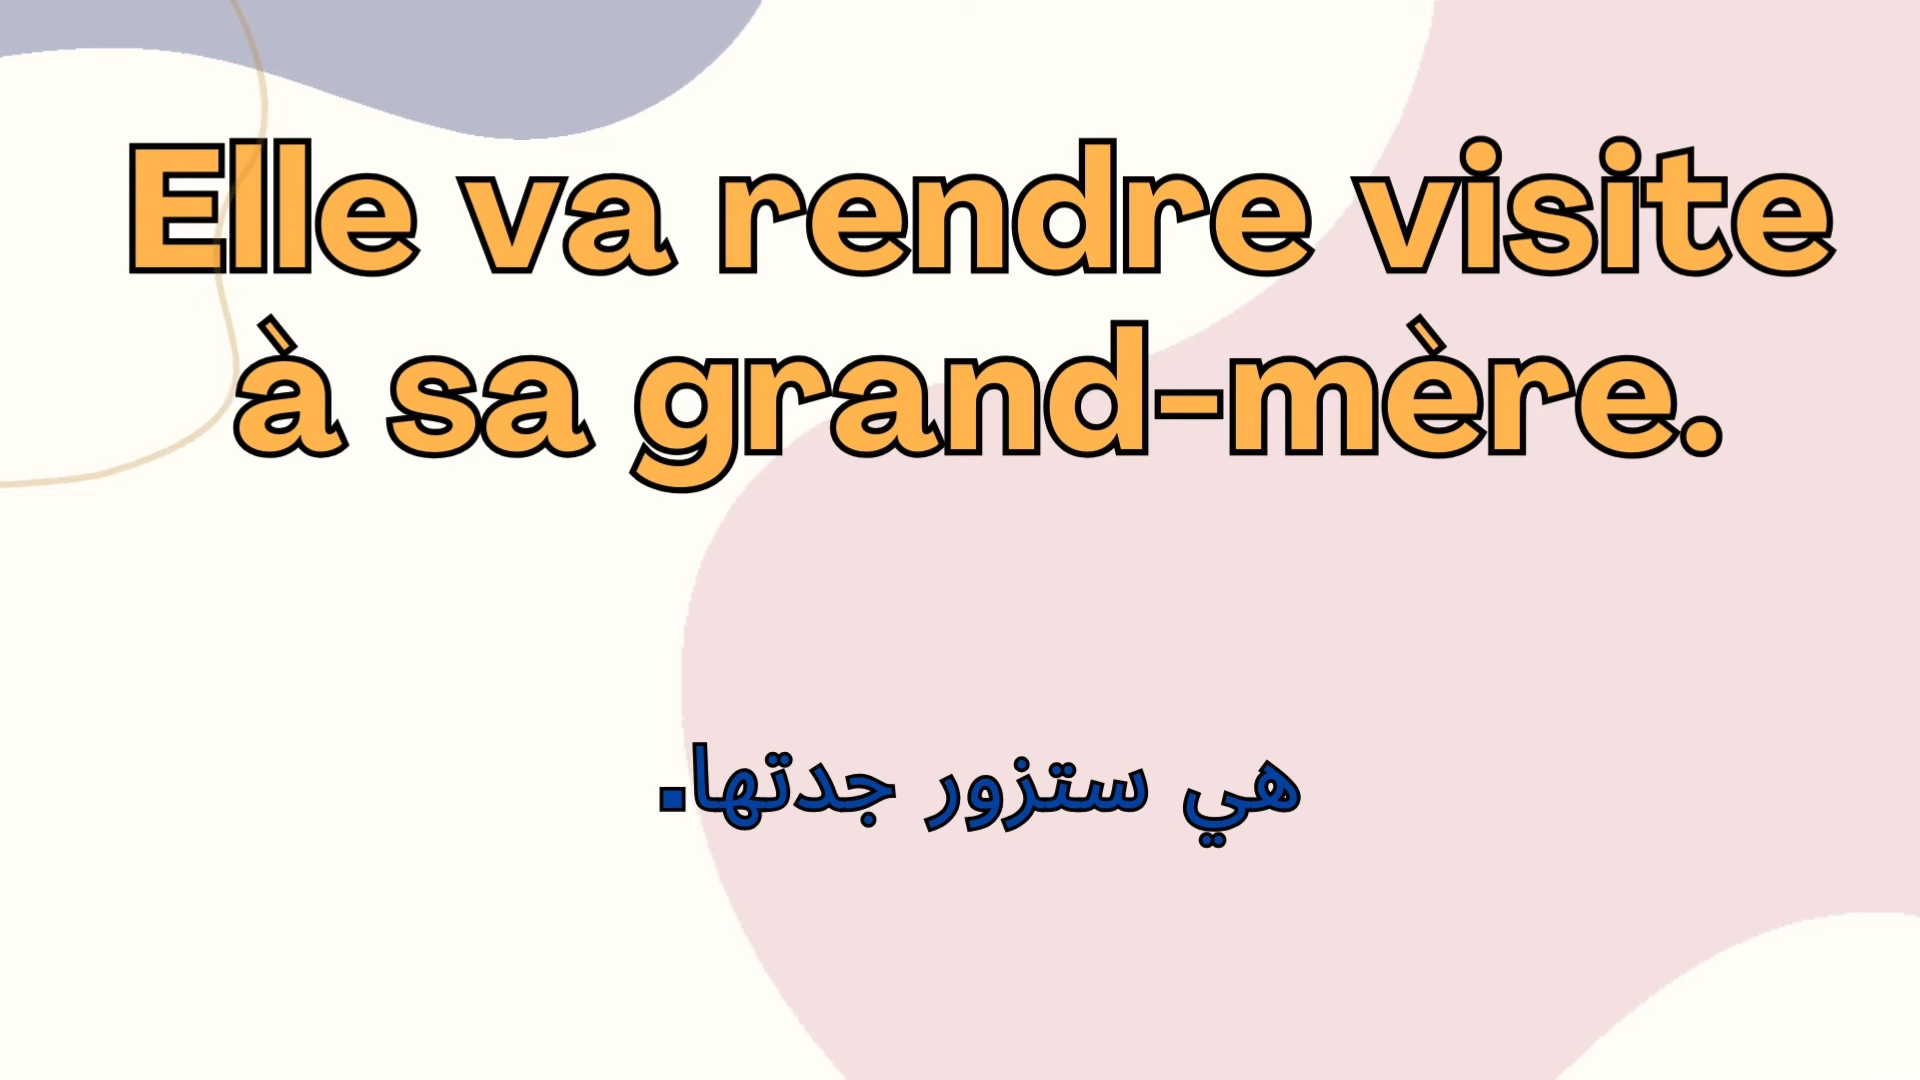 Elle va rendre visite
à sa grand-mère.
هي ستزور جدتها.